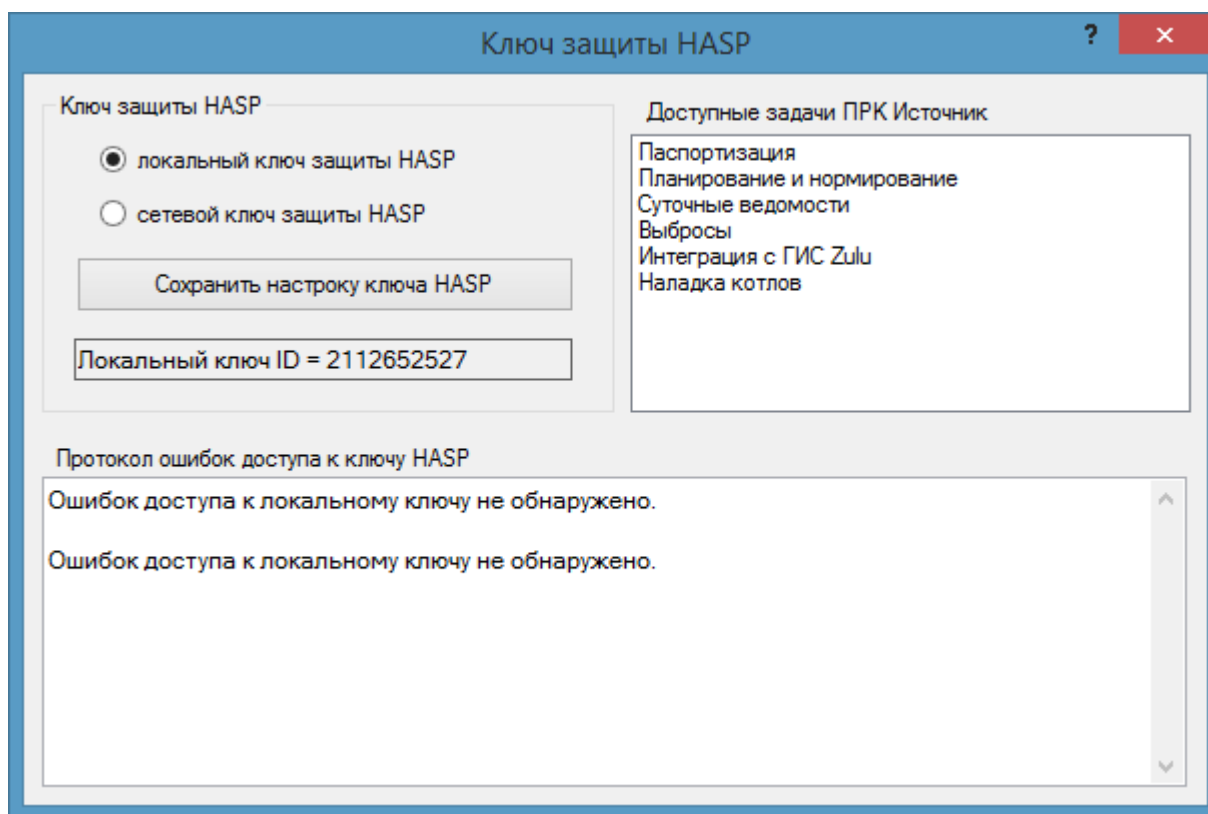 Ключ защиты HASP
?
×
Ключ защиты HASP
локальный ключ защиты HASP
сетевой ключ защиты HASP
Сохранить настроку ключа HASP
Локальный ключ ID = 2112652527
Доступные задачи ПРК Источник
Паспортизация
Планирование и нормирование
Суточные ведомости
Выбросы
Интеграция с ГИС Zulu
Наладка котлов
Протокол ошибок доступа к ключу HASP
Ошибок доступа к локальному ключу не обнаружено.
Ошибок доступа к локальному ключу не обнаружено.